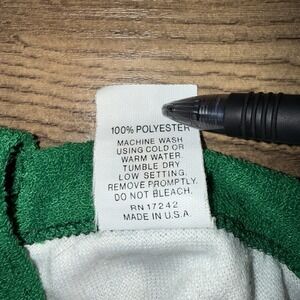 100% POLYESTER
MACHINE WASH
USING COLD OR
WARM WATER.
TUMBLE DRY
LOW SETTING.
REMOVE PROMPTLY.
DO NOT BLEACH.
RN 17242
MADE IN U.S.A.